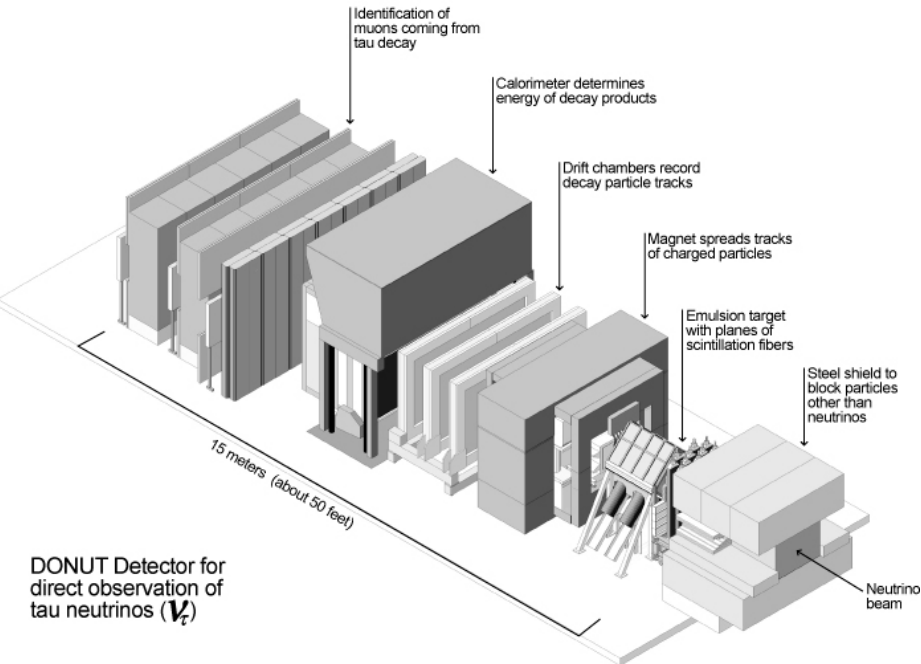 Identification of
muons coming from
tau decay
Calorimeter determines
energy of decay products
Drift chambers record
decay particle tracks
Magnet spreads tracks
of charged particles
Emulsion target
with planes of
scintillation fibers
Steel shield to
block particles
other than
neutrinos
15 meters (about 50 feet)
Neutrino
beam
DONUT Detector for
direct observation of
tau neutrinos (ν𝜏)